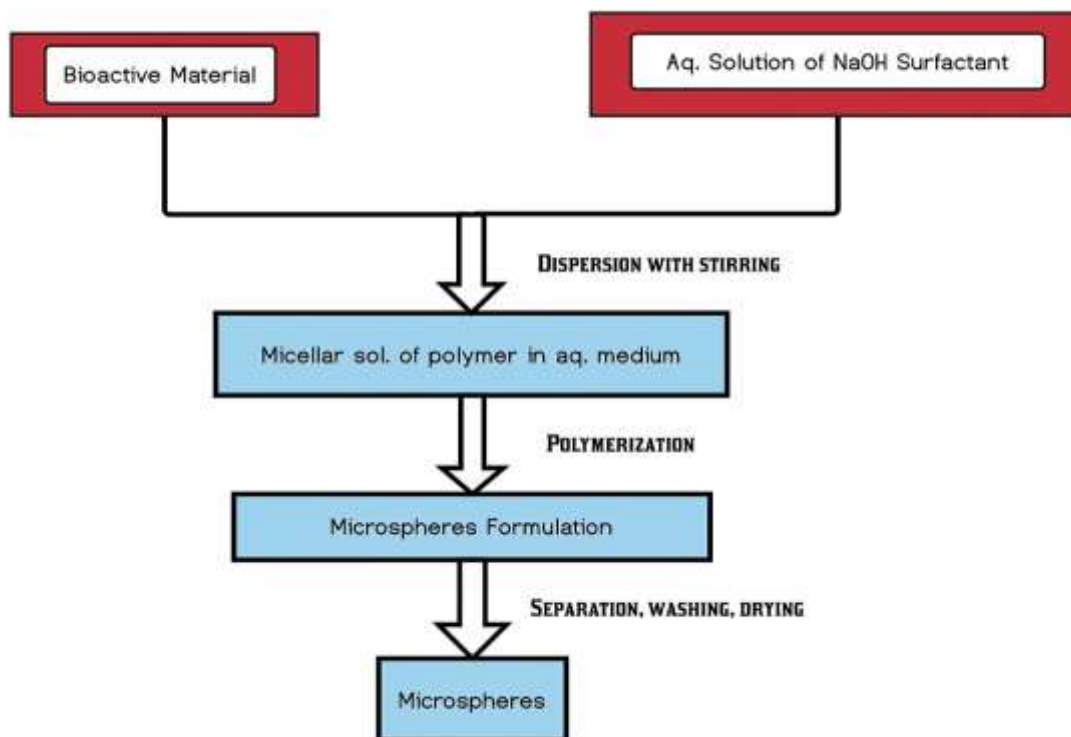 Bioactive Material
Aq. Solution of NaOH Surfactant
DISPERSION WITH STIRRING
Micellar sol. of polymer in aq. medium
POLYMERIZATION
Microspheres Formulation
SEPARATION, WASHING, DRYING
Microspheres